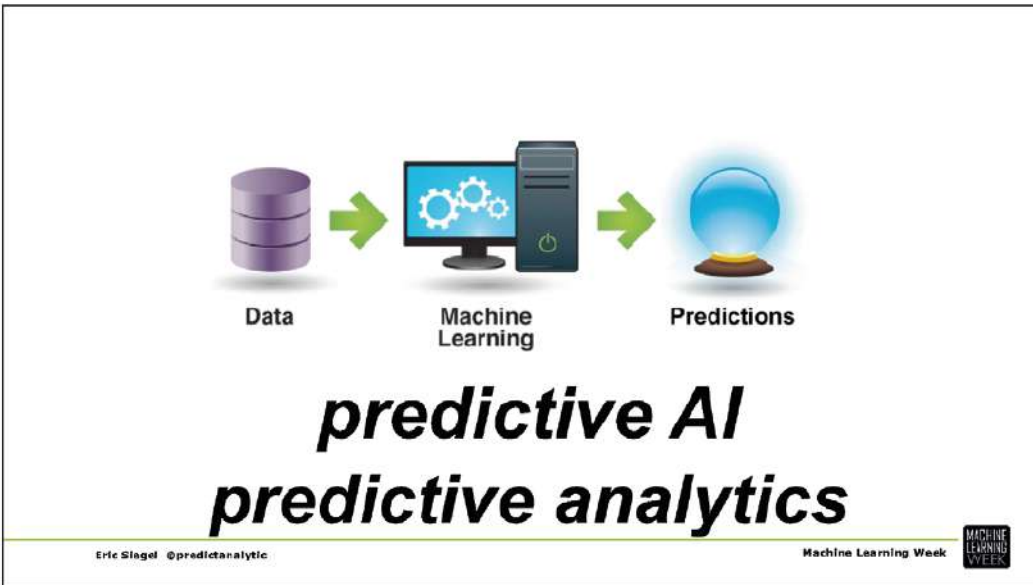 Data
Machine
Learning
Predictions
predictive AI
predictive analytics
Eric Siegel @predictanalytic
Machine Learning Week
MACHINE
LEARNING
WEEK